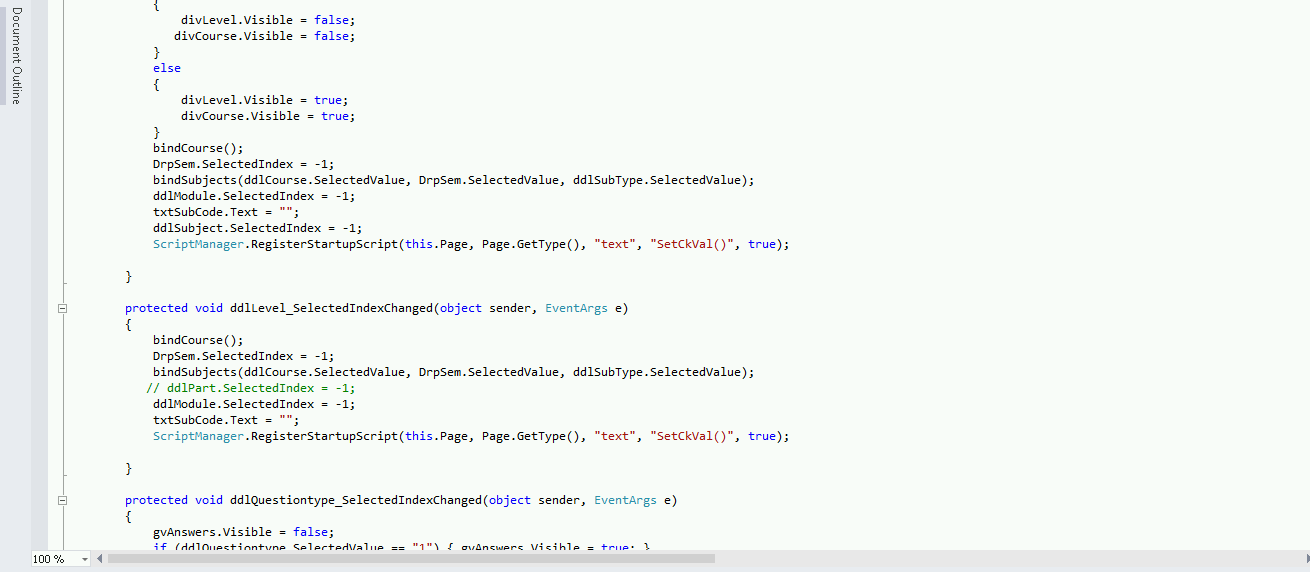 Document Outline
{
divLevel.Visible = false;
divCourse.Visible = false;
}
else
{
divLevel.Visible = true;
divCourse.Visible = true;
}
bindCourse();
DrpSem.SelectedIndex = -1;
bindSubjects(ddlCourse.SelectedValue, DrpSem.SelectedValue, ddlSubType.SelectedValue);
ddlModule.SelectedIndex = -1;
txtSubCode.Text = "";
ddlSubject.SelectedIndex = -1;
ScriptManager.RegisterStartupScript(this.Page, Page.GetType(), "text", "SetCkVal()", true);
}
protected void ddlLevel_SelectedIndexChanged(object sender, EventArgs e)
{
bindCourse();
DrpSem.SelectedIndex = -1;
bindSubjects(ddlCourse.SelectedValue, DrpSem.SelectedValue, ddlSubType.SelectedValue);
// ddlPart.SelectedIndex = -1;
ddlModule.SelectedIndex = -1;
txtSubCode.Text = "";
ScriptManager.RegisterStartupScript(this.Page, Page.GetType(), "text", "SetCkVal()", true);
}
protected void ddlQuestiontype_SelectedIndexChanged(object sender, EventArgs e)
{
gvAnswers.Visible = false;
if (ddlQuestiontype.SelectedValue == "1") { gvAnswers.Visible = true; }
100 %